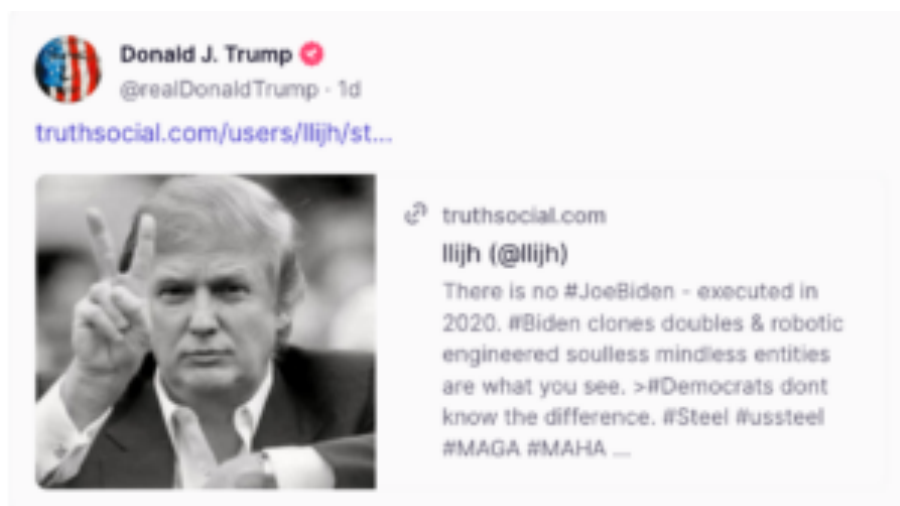 Donald J. Trump
@realDonaldTrump · 1d
truthsocial.com/users/llijh/st...
truthsocial.com
llijh (@llijh)
There is no #JoeBiden - executed in
2020. #Biden clones doubles & robotic
engineered soulless mindless entities
are what you see. >#Democrats dont
know the difference. #Steel #ussteel
#MAGA #MAHA ...